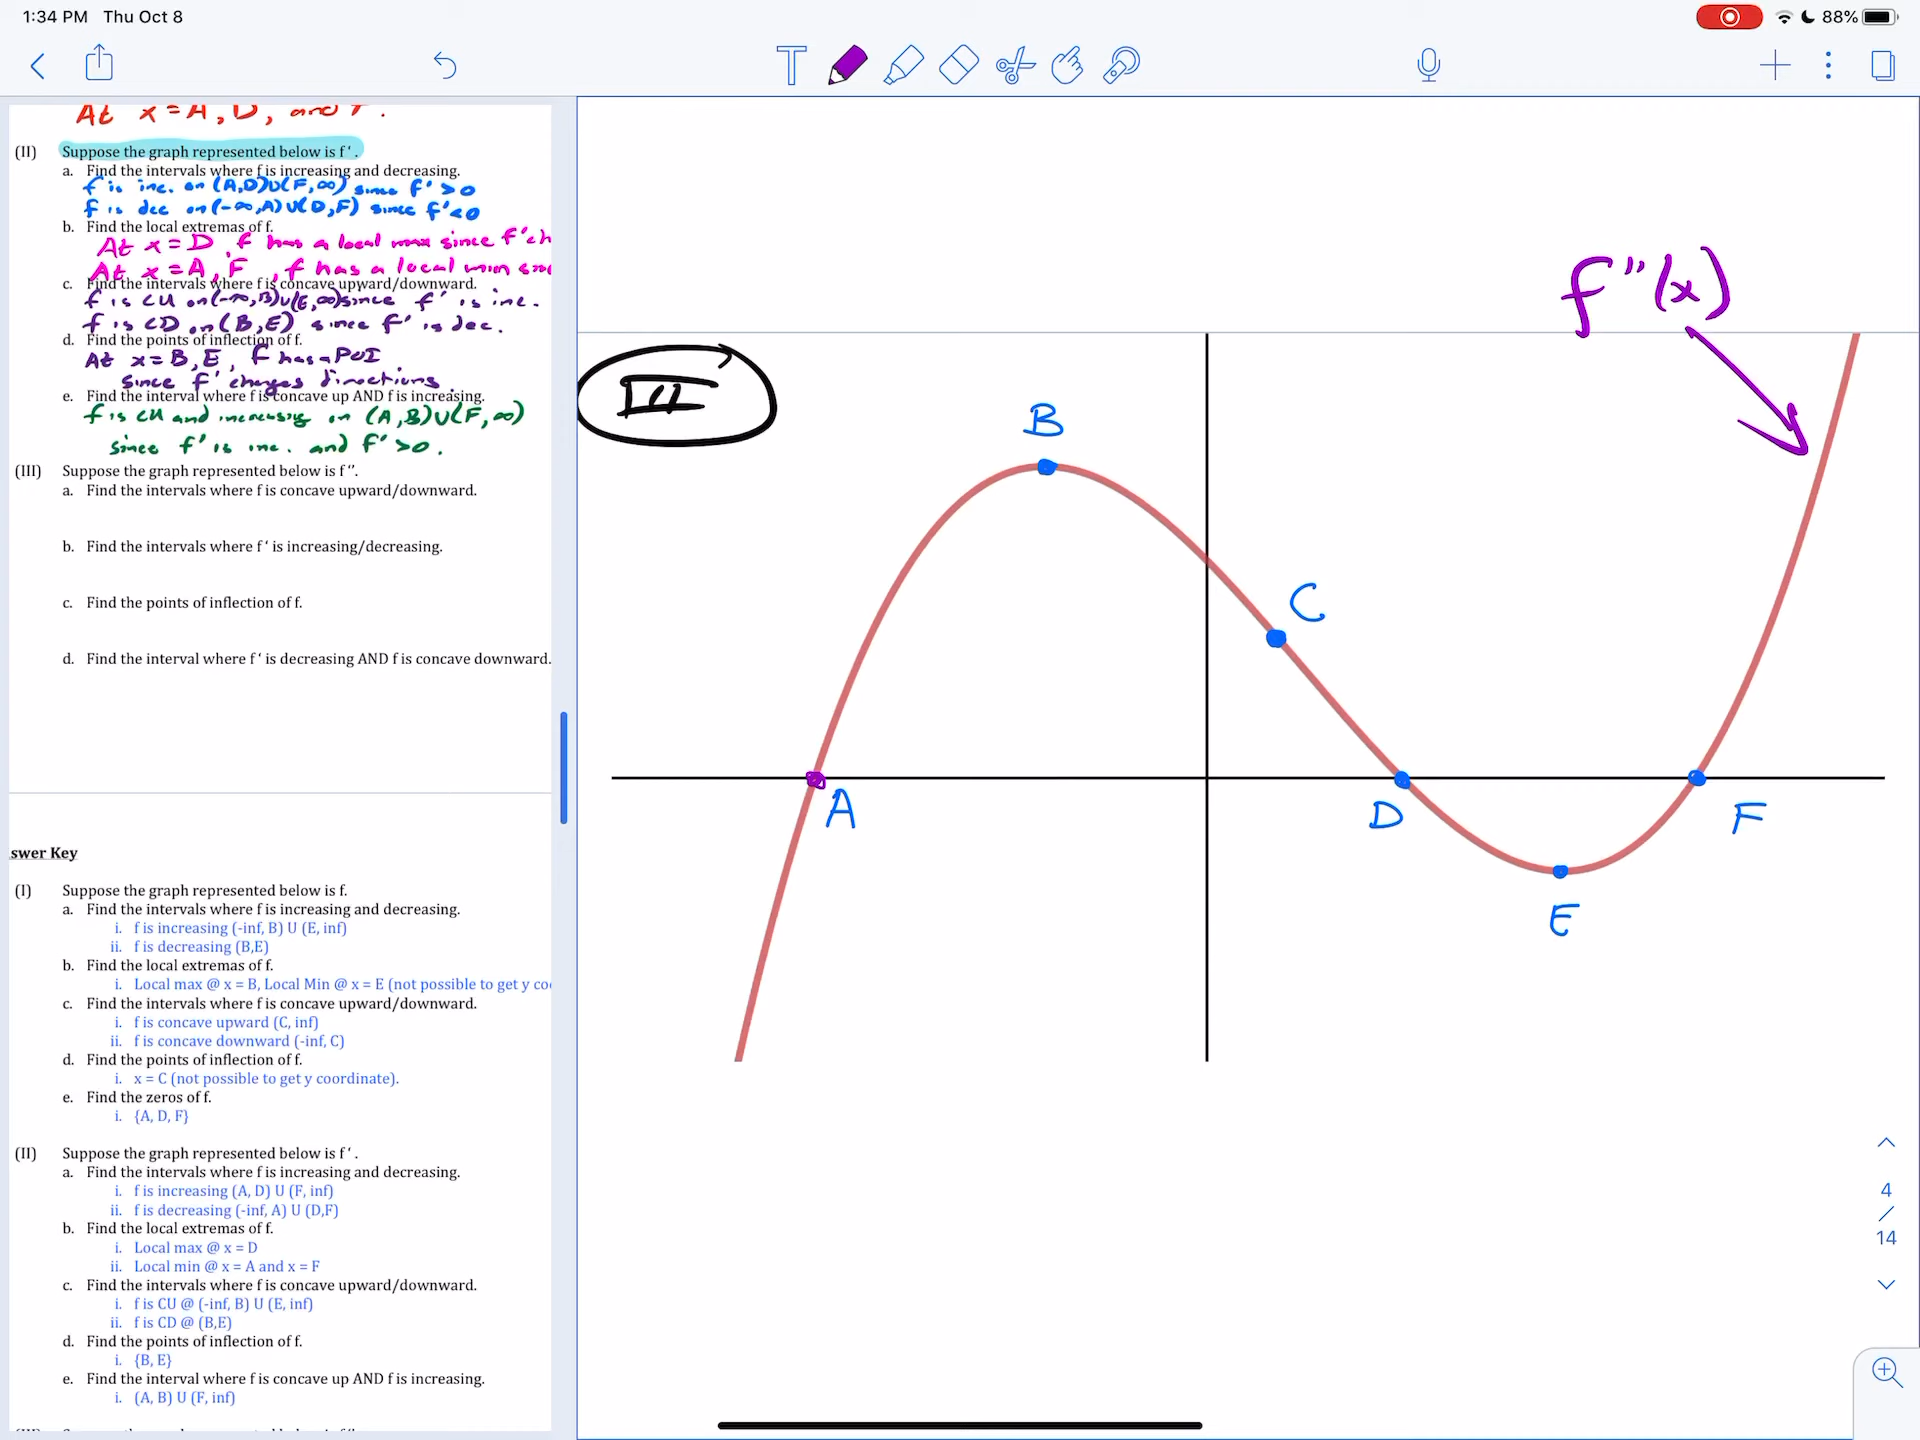 1:34 PM Thu Oct 8
88%
At x = A, D, and F.
(II) Suppose the graph represented below is f '.
a. Find the intervals where f is increasing and decreasing.
f is inc. on (A,D)U(F,∞) since f' >0
f is dec on (-∞,A)U(D,F) since f'<0
b. Find the local extremas of f.
At x = D, f has a local max since f' ch
At x = A, F, f has a local min
c. Find the intervals where f is concave upward/downward.
f is CU on (-∞,B)U(E,∞) since f' is inc.
f is CD on (B,E) since f' is dec.
d. Find the points of inflection of f.
At x = B, E, f has a POI
since f' changes directions.
e. Find the interval where f is concave up AND f is increasing.
f is CU and increasing on (A,B)U(F,∞)
since f' is inc. and f' >0.
(III) Suppose the graph represented below is f ''.
a. Find the intervals where f is concave upward/downward.
b. Find the intervals where f ' is increasing/decreasing.
c. Find the points of inflection of f.
d. Find the interval where f ' is decreasing AND f is concave downward.
swer Key
(I) Suppose the graph represented below is f.
a. Find the intervals where f is increasing and decreasing.
i. f is increasing (-inf, B) U (E, inf)
ii. f is decreasing (B,E)
b. Find the local extremas of f.
i. Local max @ x = B, Local Min @ x = E (not possible to get y co
c. Find the intervals where f is concave upward/downward.
i. f is concave upward (C, inf)
ii. f is concave downward (-inf, C)
d. Find the points of inflection of f.
i. x = C (not possible to get y coordinate).
e. Find the zeros of f.
i. {A, D, F}
(II) Suppose the graph represented below is f '.
a. Find the intervals where f is increasing and decreasing.
i. f is increasing (A, D) U (F, inf)
ii. f is decreasing (-inf, A) U (D,F)
b. Find the local extremas of f.
i. Local max @ x = D
ii. Local min @ x = A and x = F
c. Find the intervals where f is concave upward/downward.
i. f is CU @ (-inf, B) U (E, inf)
ii. f is CD @ (B,E)
d. Find the points of inflection of f.
i. {B, E}
e. Find the interval where f is concave up AND f is increasing.
i. (A, B) U (F, inf)
f''(x)
III
B
C
A
D
F
E
4
/
14